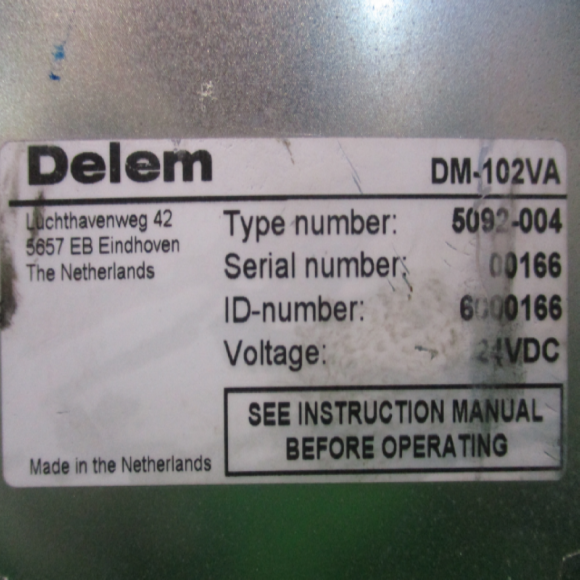 Delem
DM-102VA
Luchthavenweg 42
5657 EB Eindhoven
The Netherlands
Type number: 5092-004
Serial number: 00166
ID-number: 6000166
Voltage: 24VDC
SEE INSTRUCTION MANUAL
BEFORE OPERATING
Made in the Netherlands